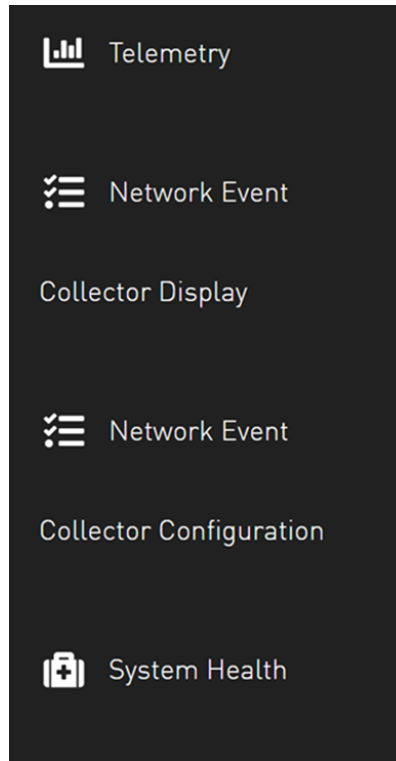 Telemetry
Network Event
Collector Display
Network Event
Collector Configuration
System Health